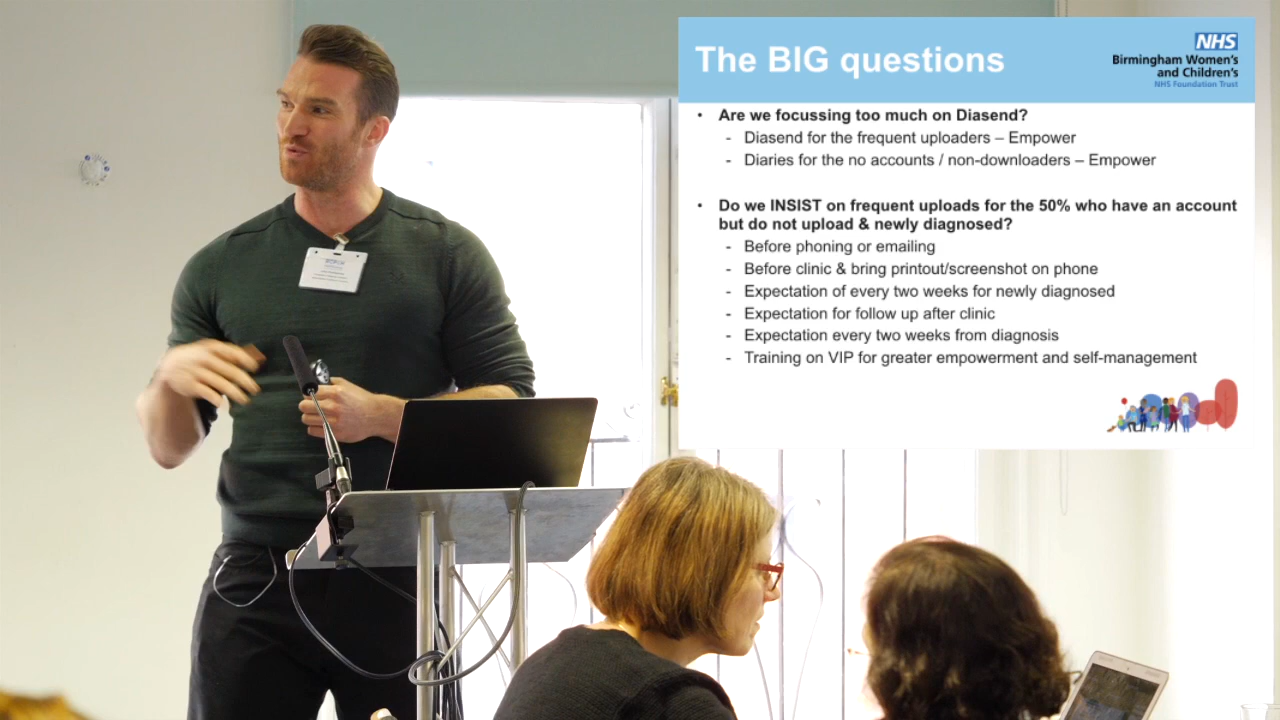 The BIG questions
NHS
Birmingham Women's
and Children's
NHS Foundation Trust
• Are we focussing too much on Diasend?
- Diasend for the frequent uploaders – Empower
- Diaries for the no accounts / non-downloaders – Empower
• Do we INSIST on frequent uploads for the 50% who have an account
but do not upload & newly diagnosed?
- Before phoning or emailing
- Before clinic & bring printout/screenshot on phone
- Expectation of every two weeks for newly diagnosed
- Expectation for follow up after clinic
- Expectation every two weeks from diagnosis
- Training on VIP for greater empowerment and self-management